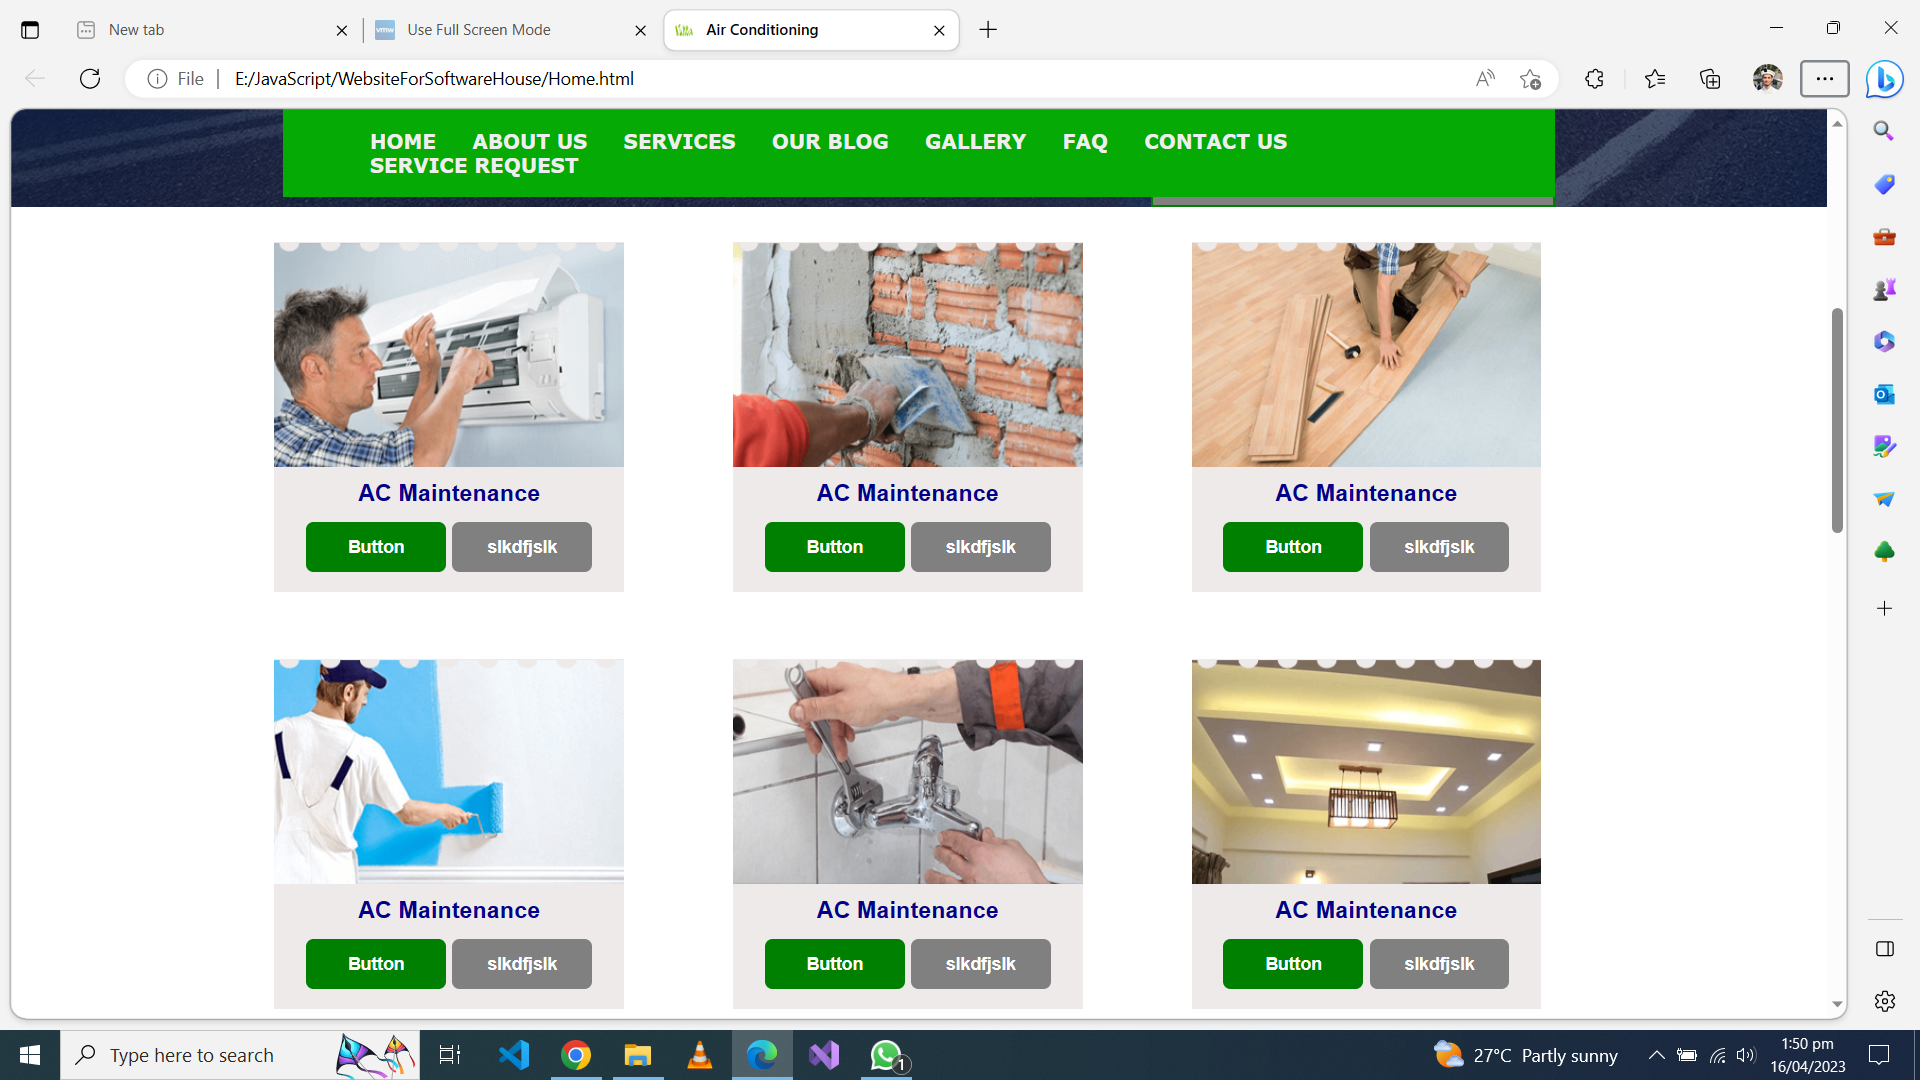 New tab
vmw Use Full Screen Mode
Air Conditioning
File E:/JavaScript/WebsiteForSoftwareHouse/Home.html
HOME ABOUT US SERVICES OUR BLOG GALLERY FAQ CONTACT US
SERVICE REQUEST
AC Maintenance AC Maintenance AC Maintenance
Button slkdfjslk Button slkdfjslk Button slkdfjslk
AC Maintenance AC Maintenance AC Maintenance
Button slkdfjslk Button slkdfjslk Button slkdfjslk
Type here to search
1
27°C Partly sunny
1:50 pm
16/04/2023